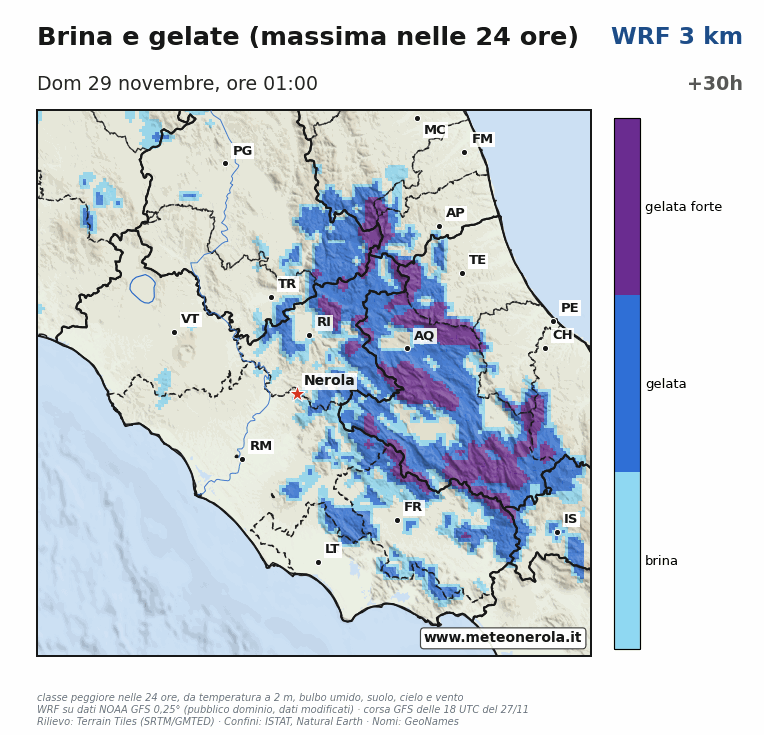 Brina e gelate (massima nelle 24 ore)
WRF 3 km
Dom 29 novembre, ore 01:00
+30h
MC
FM
PG
AP
TE
TR
PE
VT
RI
AQ
CH
Nerola
RM
FR
IS
LT
www.meteonerola.it
gelata forte
gelata
brina
classe peggiore nelle 24 ore, da temperatura a 2 m, bulbo umido, suolo, cielo e vento
WRF su dati NOAA GFS 0,25° (pubblico dominio, dati modificati) · corsa GFS delle 18 UTC del 27/11
Rilievo: Terrain Tiles (SRTM/GMTED) · Confini: ISTAT, Natural Earth · Nomi: GeoNames